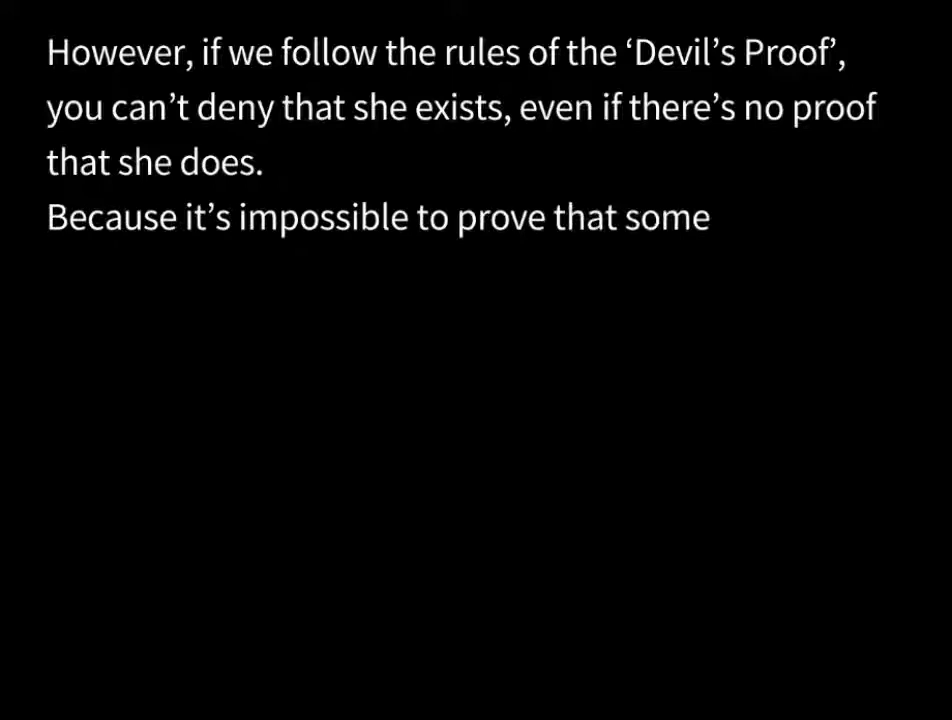 However, if we follow the rules of the ‘Devil’s Proof’,
you can’t deny that she exists, even if there’s no proof
that she does.
Because it’s impossible to prove that some